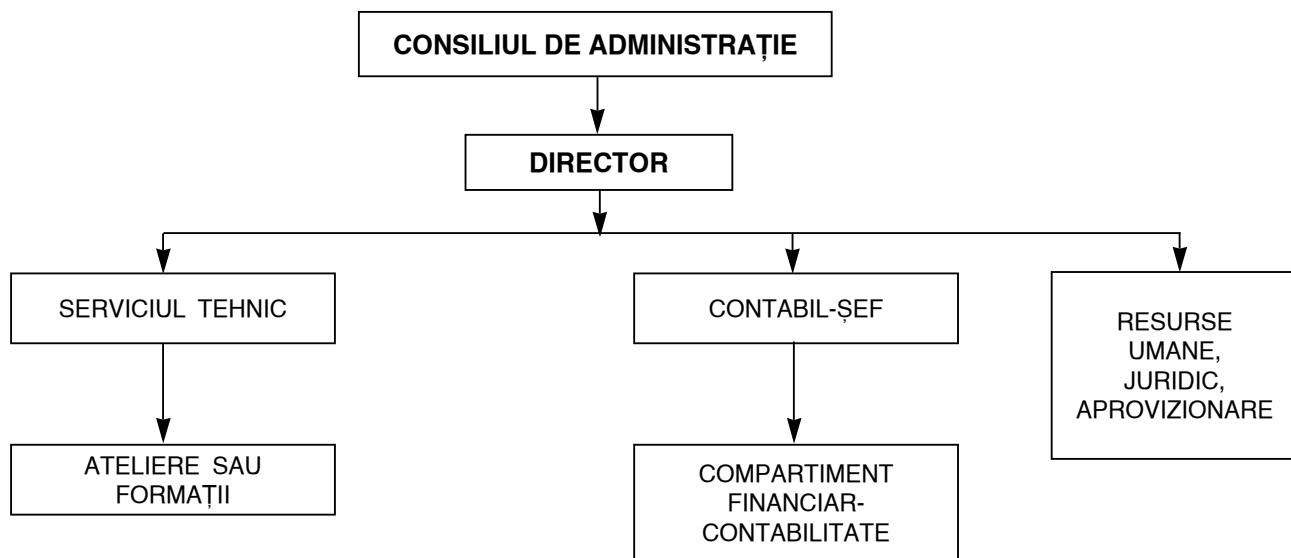 CONSILIUL DE ADMINISTRAȚIE
DIRECTOR
SERVICIUL TEHNIC
CONTABIL-ȘEF
RESURSE
UMANE,
JURIDIC,
APROVIZIONARE
ATELIERE SAU
FORMAȚII
COMPARTIMENT
FINANCIAR-
CONTABILITATE